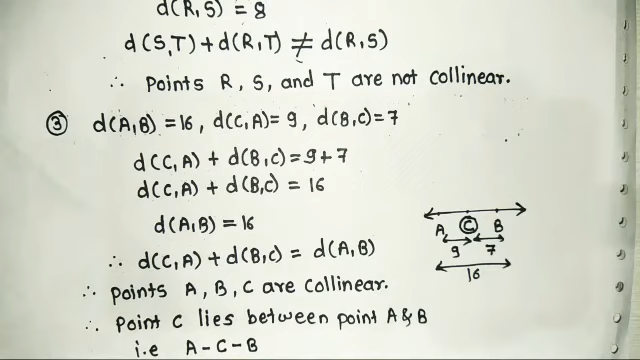 d(R,S) = 8
d(S,T) + d(R,T) ≠ d(R,S)
∴ Points R, S, and T are not collinear.
③ d(A,B) = 16, d(C,A) = 9, d(B,C) = 7
d(C,A) + d(B,C) = 9 + 7
d(C,A) + d(B,C) = 16
d(A,B) = 16
∴ d(C,A) + d(B,C) = d(A,B)
∴ Points A, B, C are collinear.
∴ Point C lies between point A & B
i.e A - C - B
A C B
9 7
16